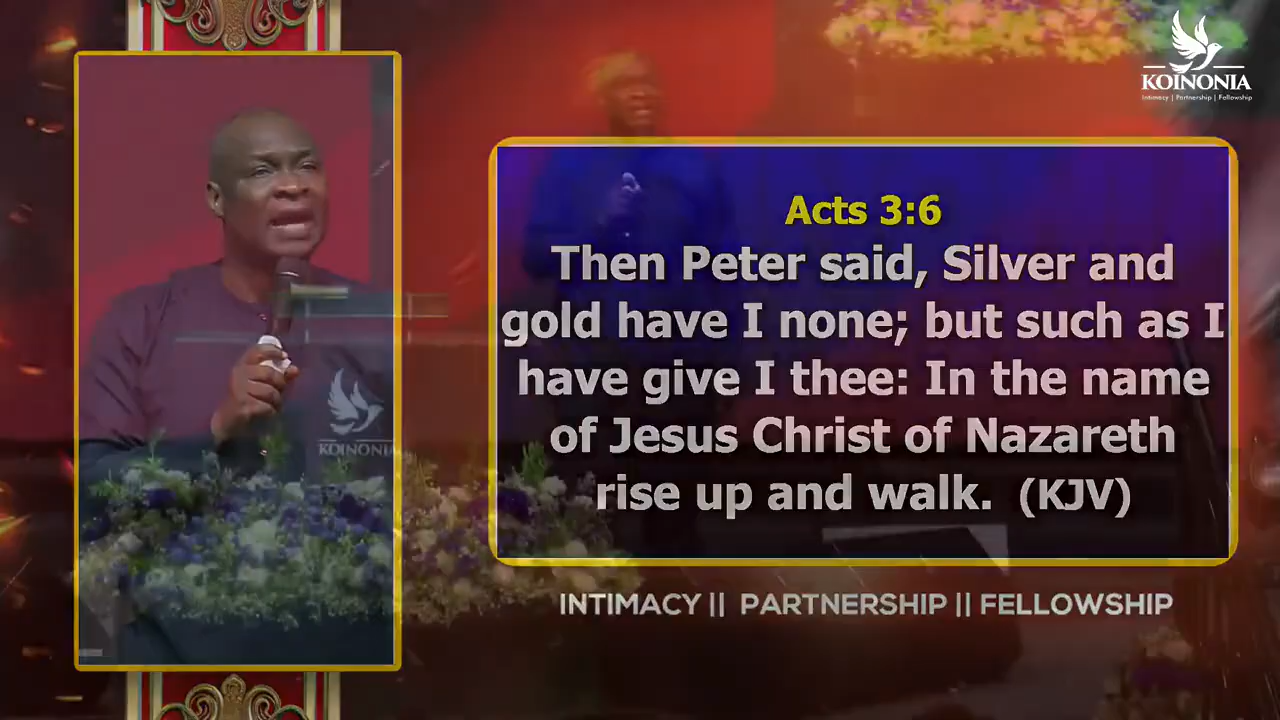 KOINONIA
Intimacy | Partnership | Fellowship
Acts 3:6
Then Peter said, Silver and
gold have I none; but such as I
have give I thee: In the name
of Jesus Christ of Nazareth
rise up and walk. (KJV)
KOINONIA
INTIMACY || PARTNERSHIP || FELLOWSHIP